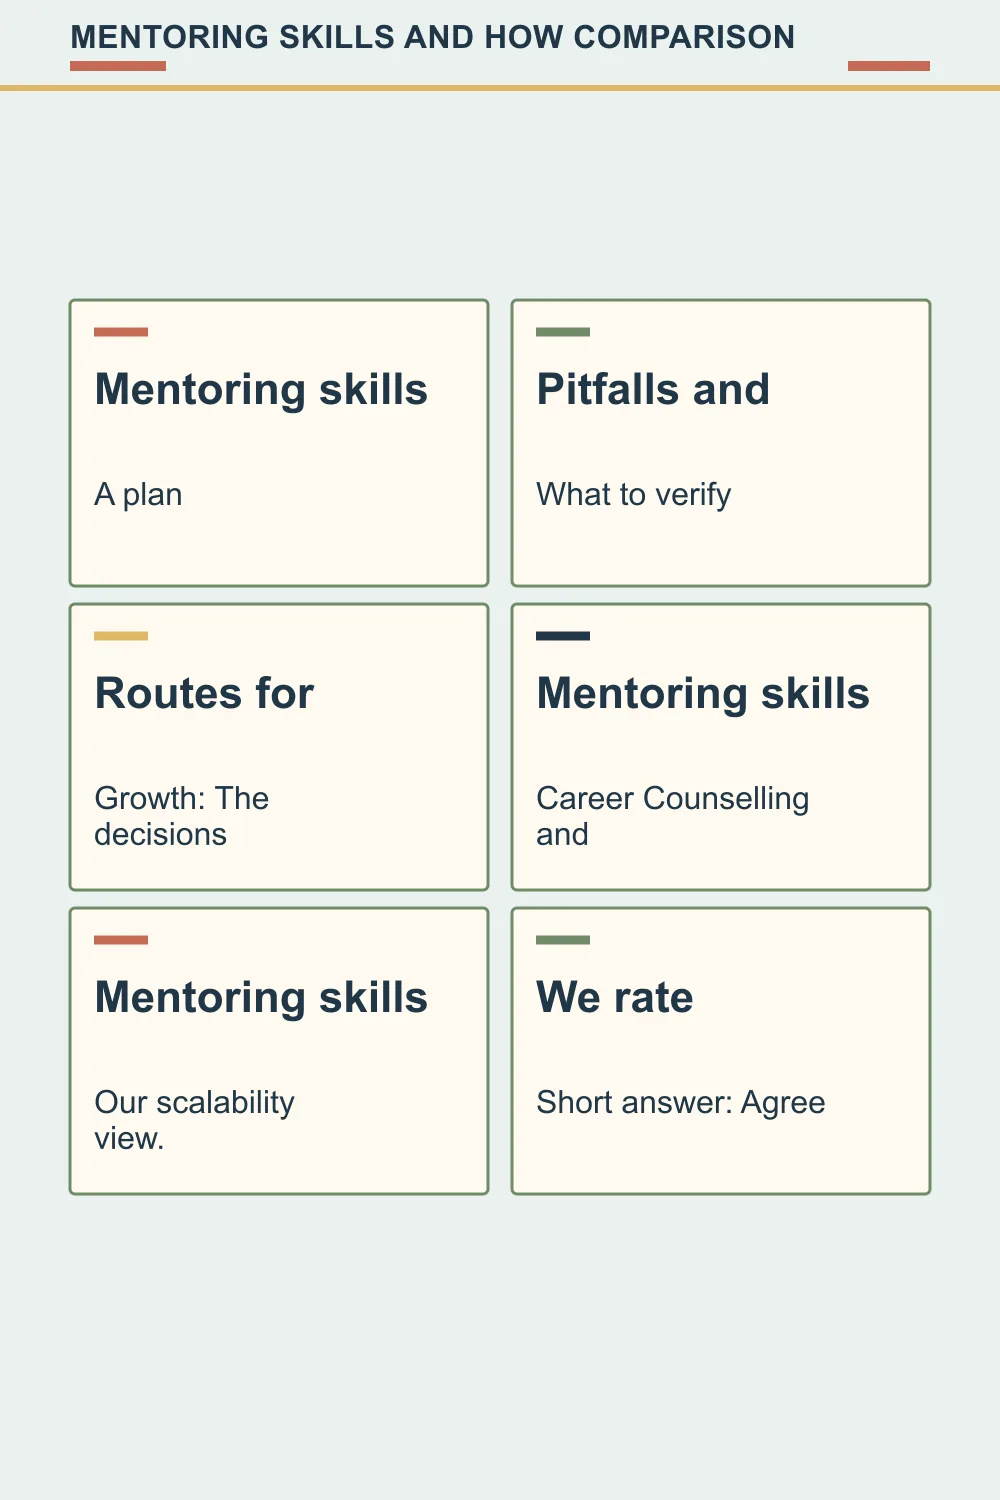 MENTORING SKILLS AND HOW COMPARISON
Mentoring skills
A plan
Pitfalls and
What to verify
Routes for
Growth: The
decisions
Mentoring skills
Career Counselling
and
Mentoring skills
Our scalability
view.
We rate
Short answer: Agree